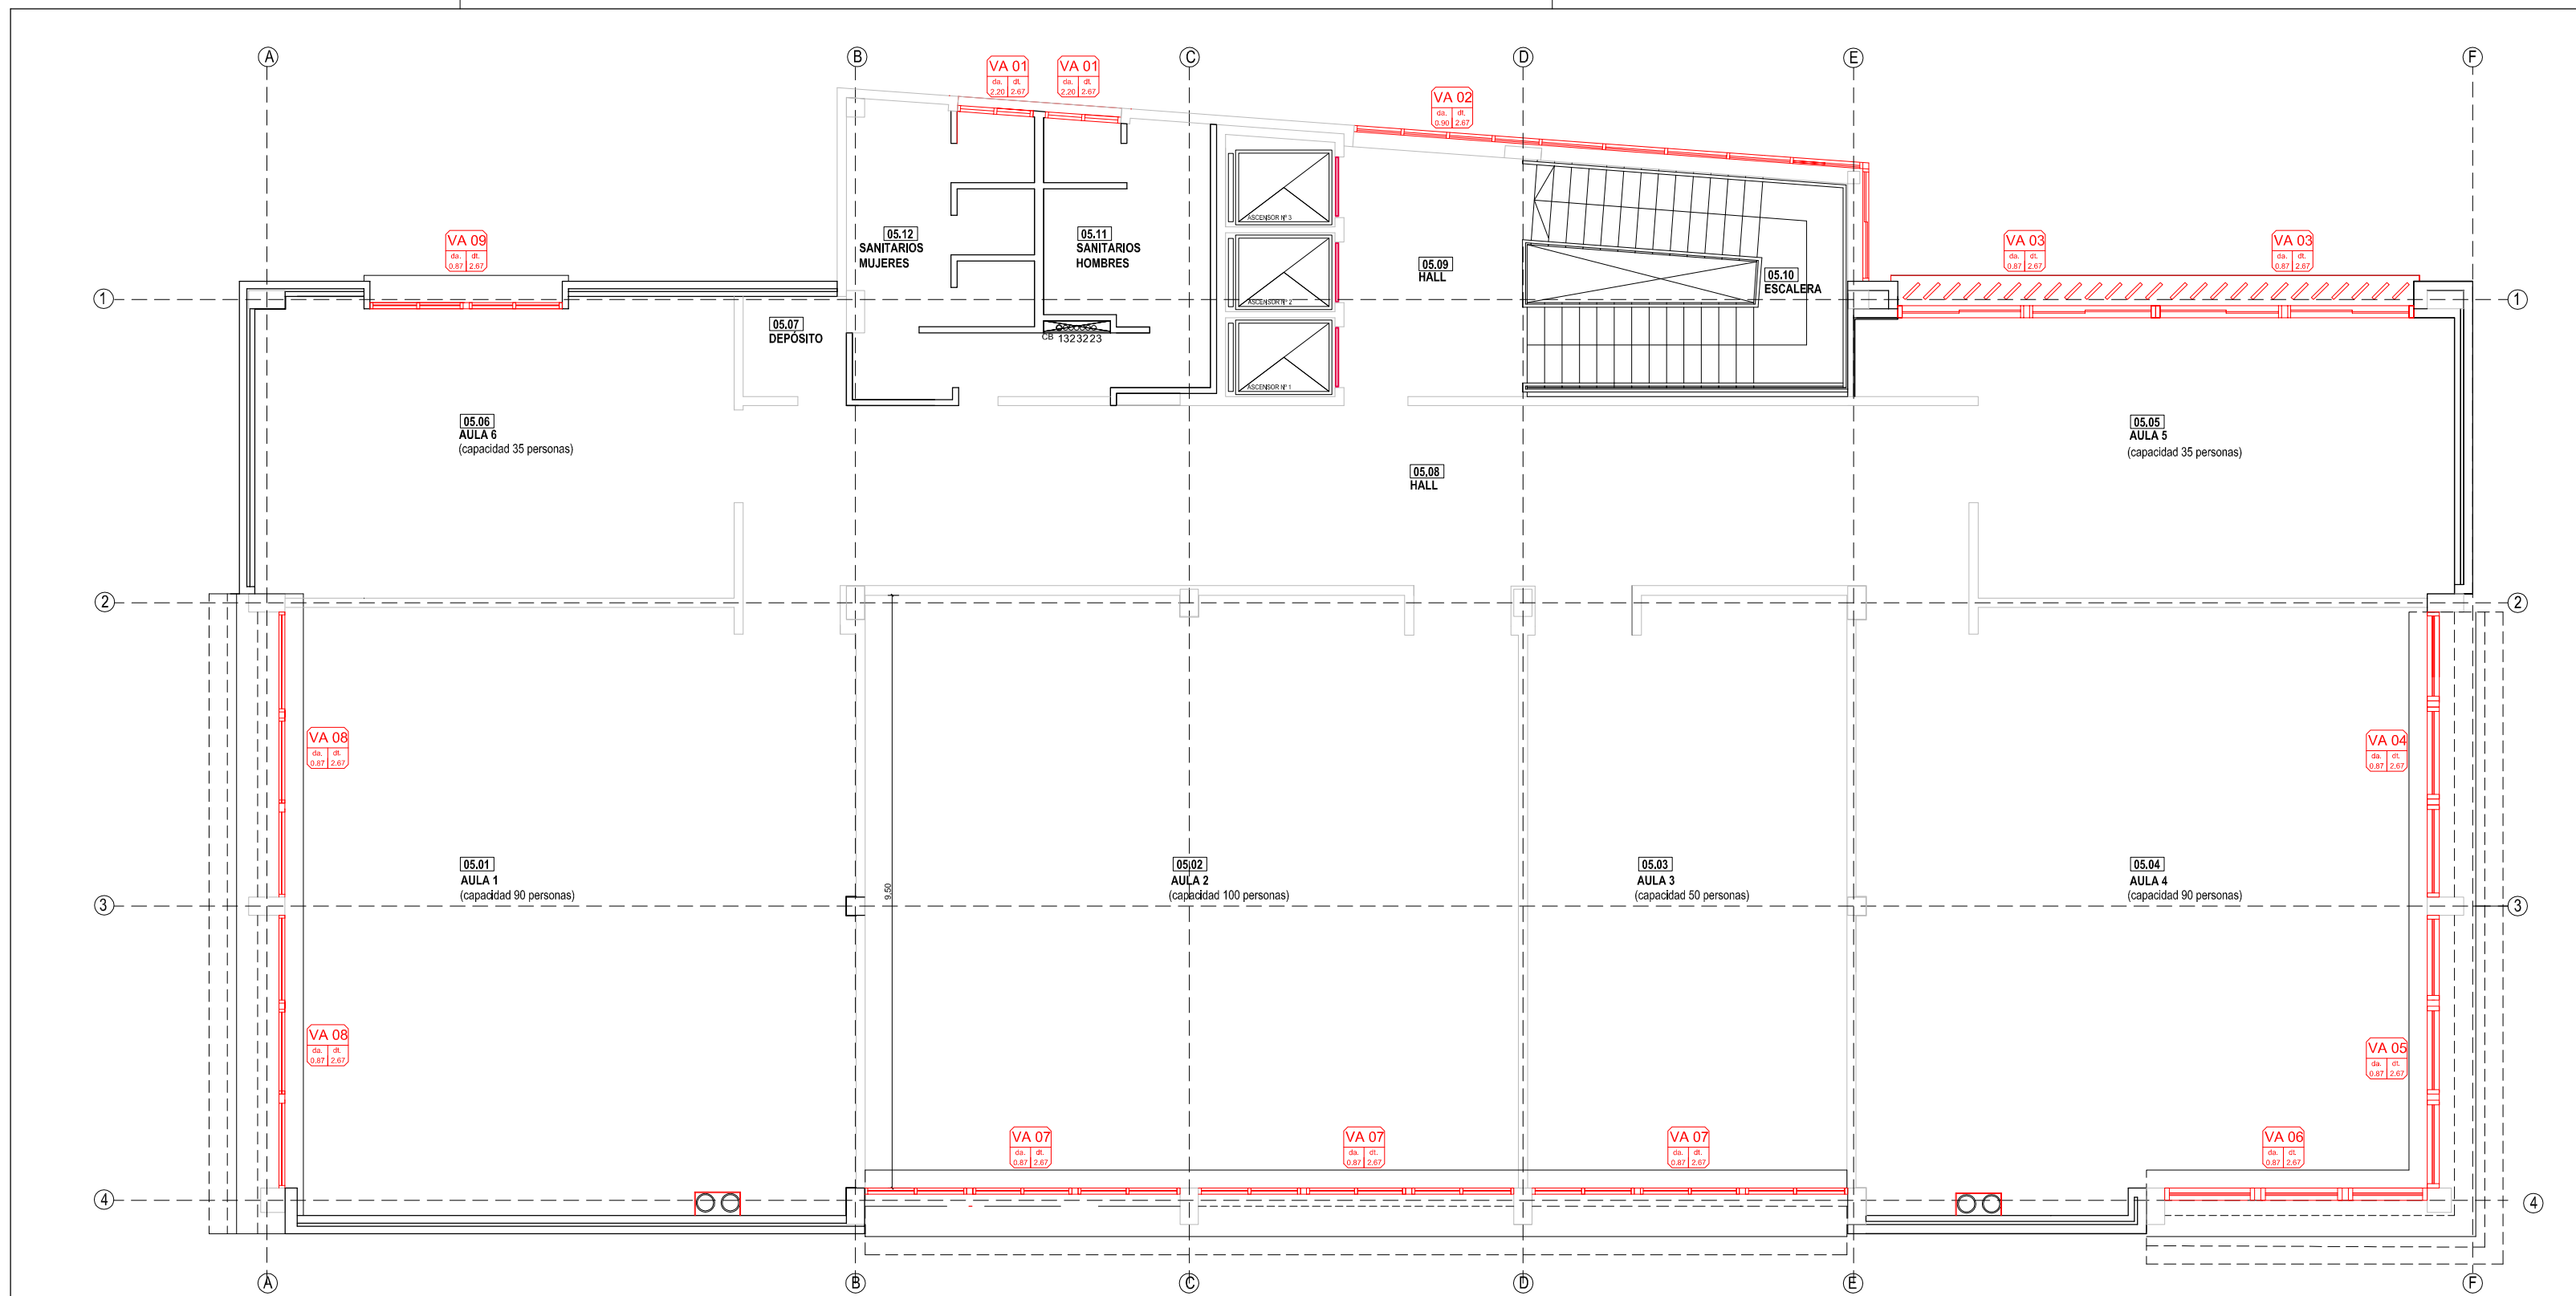 A
B
C
D
E
F
VA 01
da. dt.
2.20 2.67
VA 01
da. dt.
2.20 2.67
VA 02
da. dt.
0.90 2.67
ASCENSOR Nº 3
05.12
SANITARIOS
MUJERES
05.11
SANITARIOS
HOMBRES
VA 09
da. dt.
0.87 2.67
VA 03
da. dt.
0.87 2.67
VA 03
da. dt.
0.87 2.67
05.09
HALL
05.10
ESCALERA
1
ASCENSOR Nº 2
1
05.07
DEPÓSITO
CB 1323223
ASCENSOR Nº 1
05.06
AULA 6
(capacidad 35 personas)
05.05
AULA 5
(capacidad 35 personas)
05.08
HALL
2
2
VA 08
da. dt.
0.87 2.67
VA 04
da. dt.
0.87 2.67
05.01
AULA 1
(capacidad 90 personas)
9.50
05.02
AULA 2
(capacidad 100 personas)
05.03
AULA 3
(capacidad 50 personas)
05.04
AULA 4
(capacidad 90 personas)
3
3
VA 08
da. dt.
0.87 2.67
VA 05
da. dt.
0.87 2.67
VA 07
da. dt.
0.87 2.67
VA 07
da. dt.
0.87 2.67
VA 07
da. dt.
0.87 2.67
VA 06
da. dt.
0.87 2.67
4
4
A
B
C
D
E
F